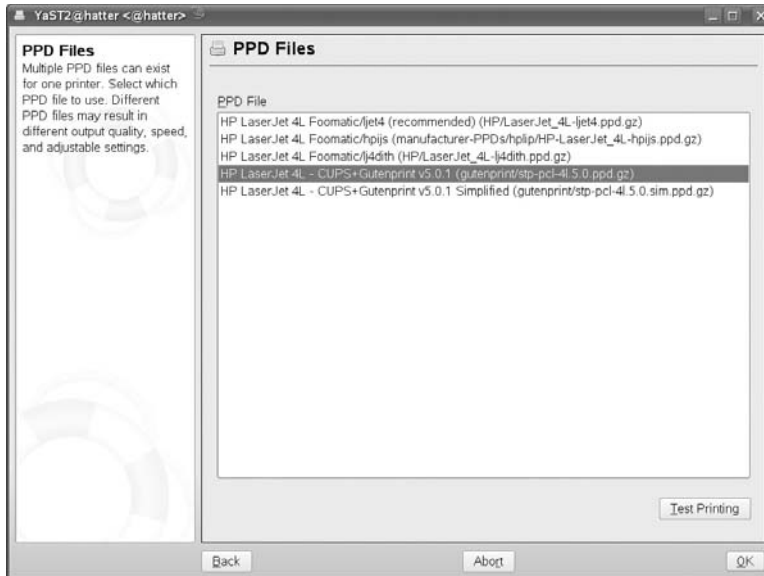 YaST2@hatter <@hatter>
PPD Files
Multiple PPD files can exist
for one printer. Select which
PPD file to use. Different
PPD files may result in
different output quality, speed,
and adjustable settings.
PPD Files
PPD File
HP LaserJet 4L Foomatic/ljet4 (recommended) (HP/LaserJet_4L-ljet4.ppd.gz)
HP LaserJet 4L Foomatic/hpijs (manufacturer-PPDs/hplip/HP-LaserJet_4L-hpijs.ppd.gz)
HP LaserJet 4L Foomatic/lj4dith (HP/LaserJet_4L-lj4dith.ppd.gz)
HP LaserJet 4L - CUPS+Gutenprint v5.0.1 (gutenprint/stp-pcl-4l.5.0.ppd.gz)
HP LaserJet 4L - CUPS+Gutenprint v5.0.1 Simplified (gutenprint/stp-pcl-4l.5.0.sim.ppd.gz)
Test Printing
Back
Abort
OK